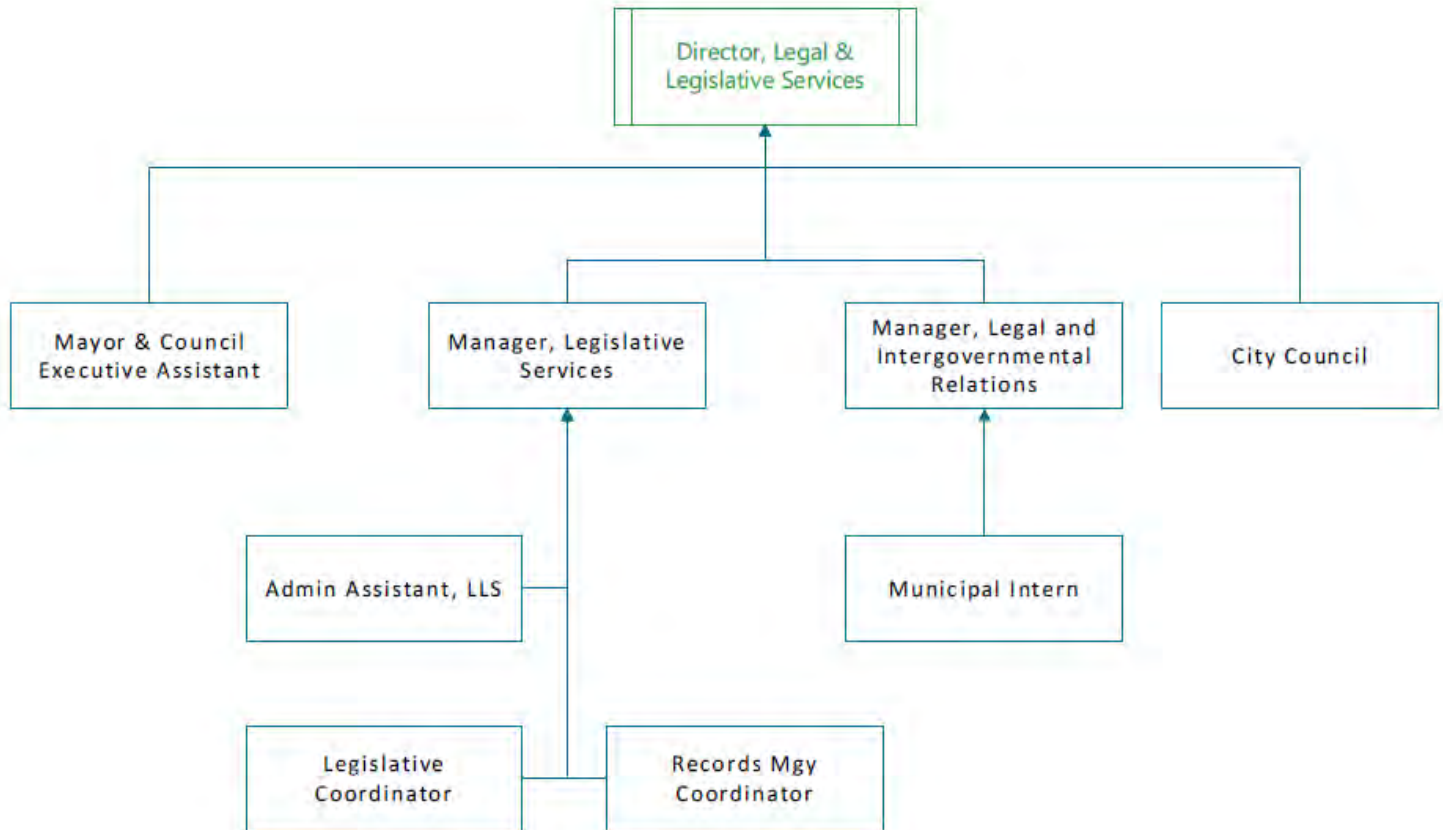 Director, Legal &
Legislative Services
Mayor & Council
Executive Assistant
Manager, Legislative
Services
Manager, Legal and
Intergovernmental
Relations
City Council
Admin Assistant, LLS
Municipal Intern
Legislative
Coordinator
Records Mgy
Coordinator